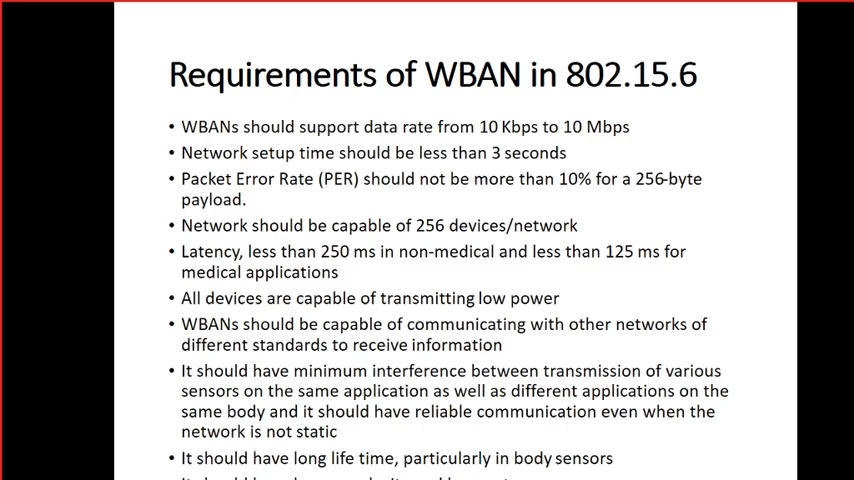 Requirements of WBAN in 802.15.6
• WBANs should support data rate from 10 Kbps to 10 Mbps
• Network setup time should be less than 3 seconds
• Packet Error Rate (PER) should not be more than 10% for a 256-byte
payload.
• Network should be capable of 256 devices/network
• Latency, less than 250 ms in non-medical and less than 125 ms for
medical applications
• All devices are capable of transmitting low power
• WBANs should be capable of communicating with other networks of
different standards to receive information
• It should have minimum interference between transmission of various
sensors on the same application as well as different applications on the
same body and it should have reliable communication even when the
network is not static
• It should have long life time, particularly in body sensors